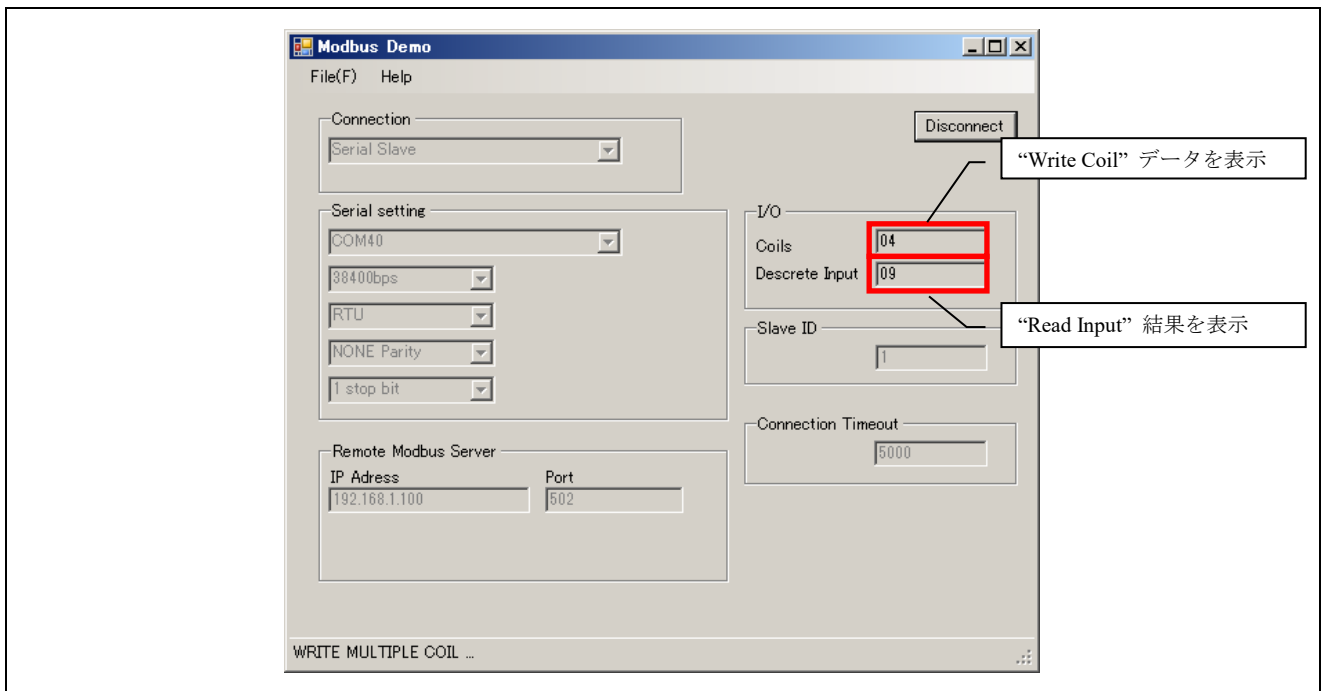 Modbus Demo
File(F) Help
Connection
Serial Slave
Disconnect
“Write Coil” データを表示
Serial setting
COM40
38400bps
RTU
NONE Parity
1 stop bit
I/O
Coils 04
Descrete Input 09
“Read Input” 結果を表示
Slave ID
1
Connection Timeout
5000
Remote Modbus Server
IP Adress Port
192.168.1.100 502
WRITE MULTIPLE COIL ...